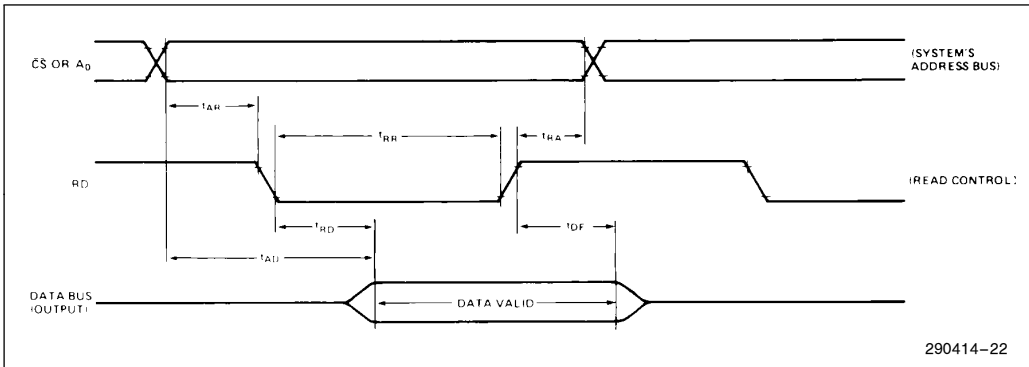 C̅S̅ OR A0
(SYSTEM'S
ADDRESS BUS)
tAR
tRR
tRA
RD
(READ CONTROL)
tRD
tDF
tAD
DATA BUS
(OUTPUT)
DATA VALID
290414–22